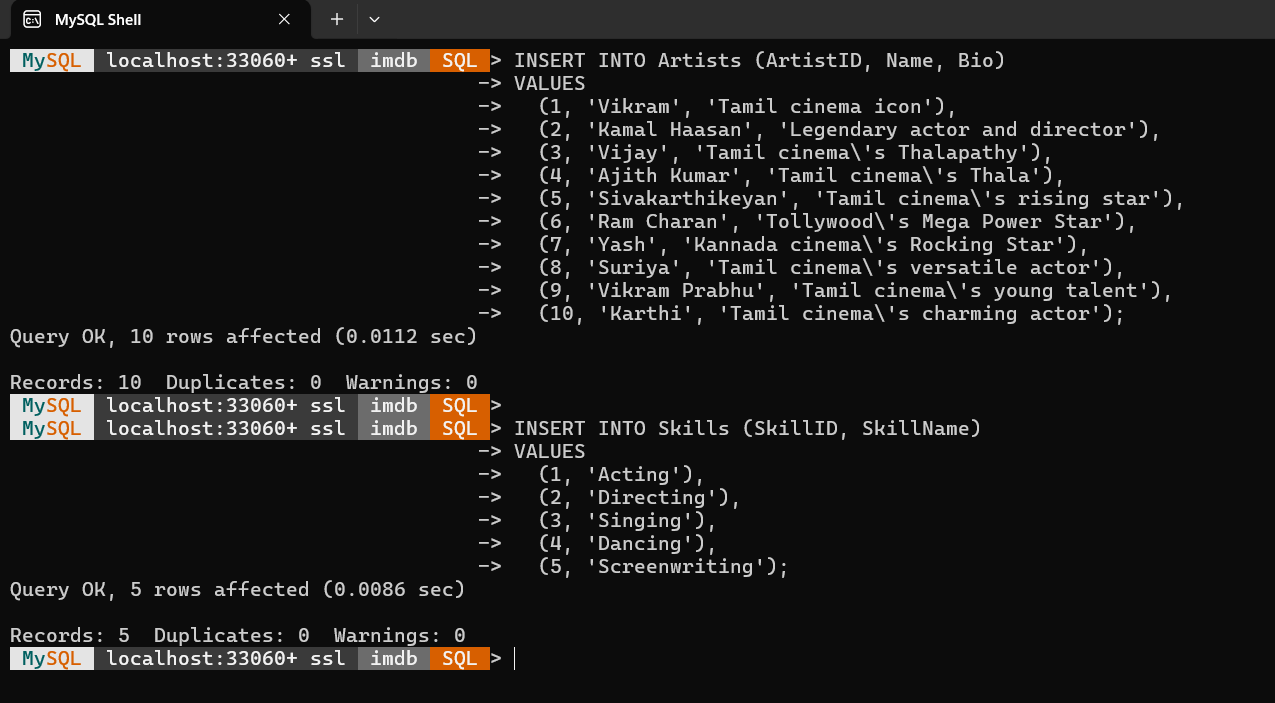 MySQL Shell
MySQL localhost:33060+ ssl imdb SQL > INSERT INTO Artists (ArtistID, Name, Bio)
-> VALUES
-> (1, 'Vikram', 'Tamil cinema icon'),
-> (2, 'Kamal Haasan', 'Legendary actor and director'),
-> (3, 'Vijay', 'Tamil cinema\'s Thalapathy'),
-> (4, 'Ajith Kumar', 'Tamil cinema\'s Thala'),
-> (5, 'Sivakarthikeyan', 'Tamil cinema\'s rising star'),
-> (6, 'Ram Charan', 'Tollywood\'s Mega Power Star'),
-> (7, 'Yash', 'Kannada cinema\'s Rocking Star'),
-> (8, 'Suriya', 'Tamil cinema\'s versatile actor'),
-> (9, 'Vikram Prabhu', 'Tamil cinema\'s young talent'),
-> (10, 'Karthi', 'Tamil cinema\'s charming actor');
Query OK, 10 rows affected (0.0112 sec)
Records: 10  Duplicates: 0  Warnings: 0
MySQL localhost:33060+ ssl imdb SQL >
MySQL localhost:33060+ ssl imdb SQL > INSERT INTO Skills (SkillID, SkillName)
-> VALUES
-> (1, 'Acting'),
-> (2, 'Directing'),
-> (3, 'Singing'),
-> (4, 'Dancing'),
-> (5, 'Screenwriting');
Query OK, 5 rows affected (0.0086 sec)
Records: 5  Duplicates: 0  Warnings: 0
MySQL localhost:33060+ ssl imdb SQL >